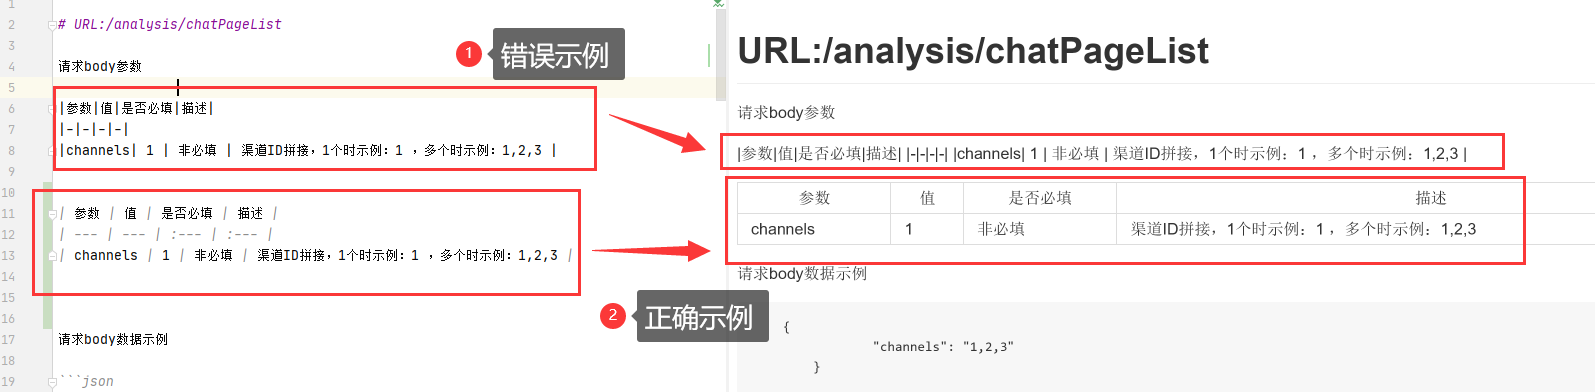 1
2
3
4
5
6
7
8
9
10
11
12
13
14
15
16
17
18
19
# URL:/analysis/chatPageList
请求body参数
|参数|值|是否必填|描述|
|-|-|-|-|
|channels| 1 | 非必填 | 渠道ID拼接，1个时示例：1 ，多个时示例：1,2,3 |
| 参数 | 值 | 是否必填 | 描述 |
| --- | --- | :--- | :--- |
| channels | 1 | 非必填 | 渠道ID拼接，1个时示例：1 ，多个时示例：1,2,3 |
请求body数据示例
```json
1 错误示例
2 正确示例
URL:/analysis/chatPageList
请求body参数
|参数|值|是否必填|描述| |-|-|-|-| |channels| 1 | 非必填 | 渠道ID拼接，1个时示例：1 ，多个时示例：1,2,3 |
参数 值 是否必填 描述
channels 1 非必填 渠道ID拼接，1个时示例：1 ，多个时示例：1,2,3
请求body数据示例
{
"channels": "1,2,3"
}